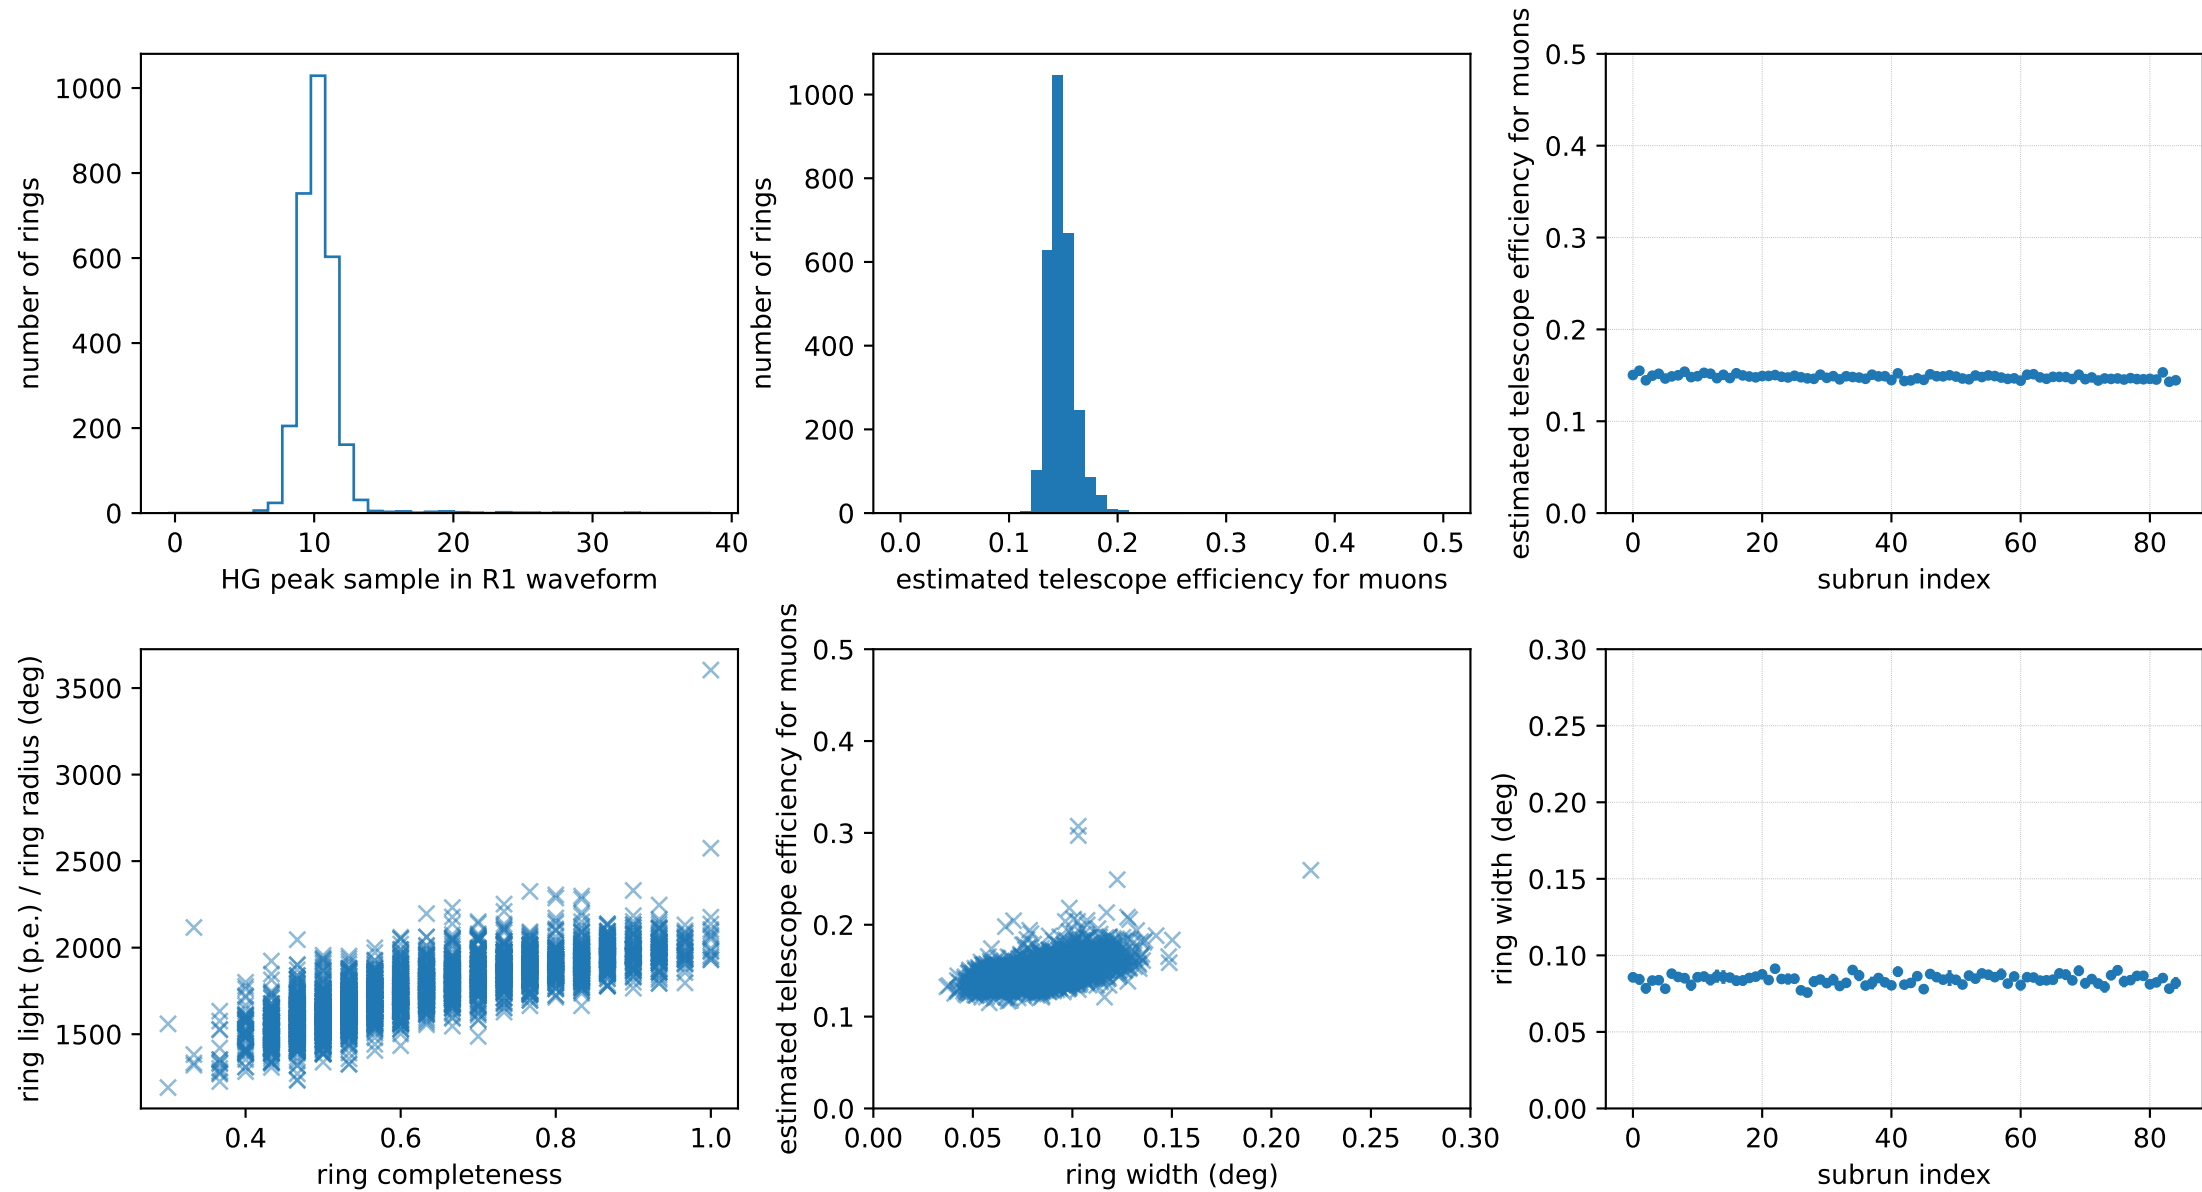 number of rings
1000
800
600
400
200
0
0 10 20 30 40
HG peak sample in R1 waveform
number of rings
1000
800
600
400
200
0
0.0 0.1 0.2 0.3 0.4 0.5
estimated telescope efficiency for muons
estimated telescope efficiency for muons
0.5
0.4
0.3
0.2
0.1
0.0
0 20 40 60 80
subrun index
ring light (p.e.) / ring radius (deg)
3500
3000
2500
2000
1500
0.4 0.6 0.8 1.0
ring completeness
estimated telescope efficiency for muons
0.5
0.4
0.3
0.2
0.1
0.0
0.00 0.05 0.10 0.15 0.20 0.25 0.30
ring width (deg)
ring width (deg)
0.30
0.25
0.20
0.15
0.10
0.05
0.00
0 20 40 60 80
subrun index